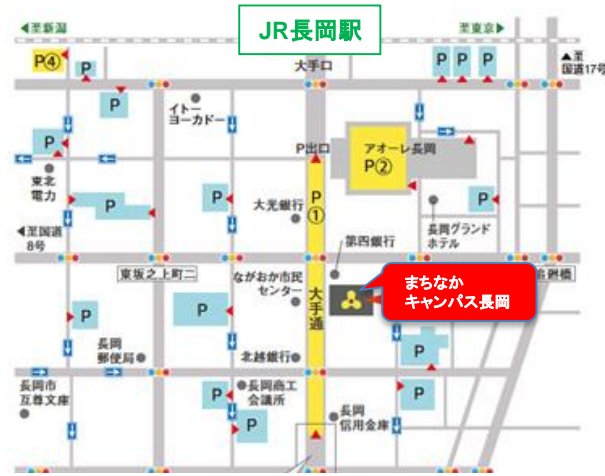 ◀至新潟
JR長岡駅
至東京▶
P④
P
大手口
P
P
P
▲至
国道17号
P
イトー
ヨーカドー
P出口
アオーレ長岡
P②
P
東北
電力
P
P
大光銀行
P①
P
長岡グランド
ホテル
◀至国道
8号
第四銀行
東坂之上町二
ながおか市民
センター
大手通
まちなか
キャンパス長岡
追廻橋
P
P
長岡
郵便局
北越銀行
P
長岡市
互尊文庫
P
長岡商工
会議所
P
長岡
信用金庫
P